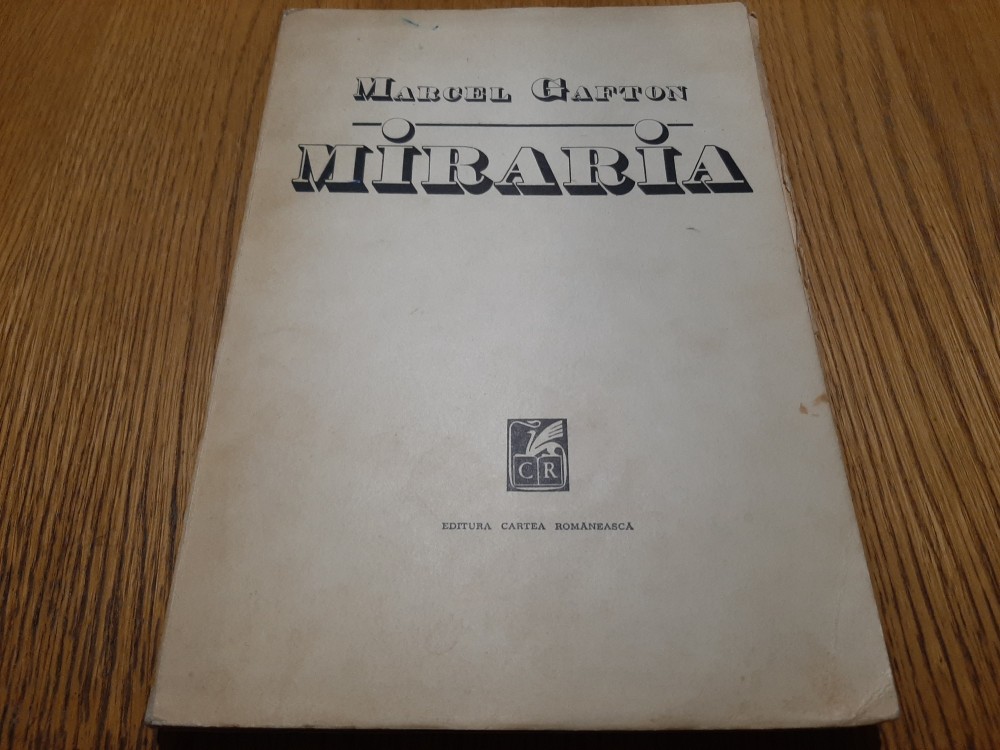 MARCEL GAFTON
MiRARiA
CR
EDITURA CARTEA ROMÂNEASCĂ